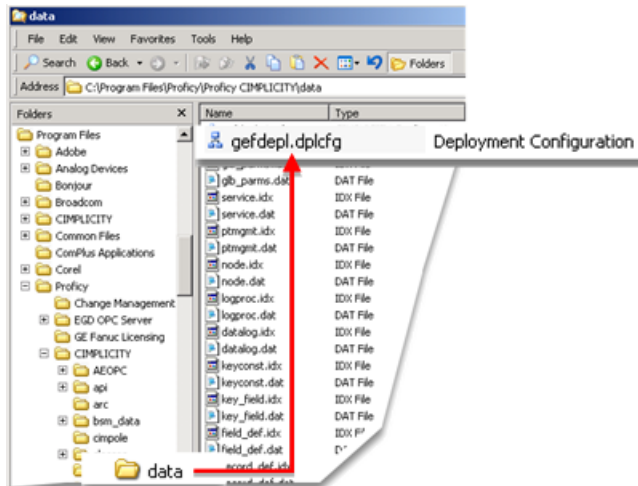 data
File Edit View Favorites Tools Help
Search Back Folders
Address C:\Program Files\Proficy\Proficy CIMPLICITY\data
Folders X
Name Type
Program Files
Adobe
Analog Devices
Bonjour
Broadcom
CIMPLICITY
Common Files
ComPlus Applications
Corel
Proficy
Change Management
EGD OPC Server
GE Fanuc Licensing
CIMPLICITY
AEOPC
api
arc
bsm_data
cimpole
data
gefdepl.dplcfg Deployment Configuration
glb_parms.dat DAT File
service.idx IDX File
service.dat DAT File
ptmgmt.idx IDX File
ptmgmt.dat DAT File
node.idx IDX File
node.dat DAT File
logproc.idx IDX File
logproc.dat DAT File
datalog.idx IDX File
datalog.dat DAT File
keyconst.idx IDX File
keyconst.dat DAT File
key_field.idx IDX File
key_field.dat DAT File
field_def.idx IDX
field_def.dat